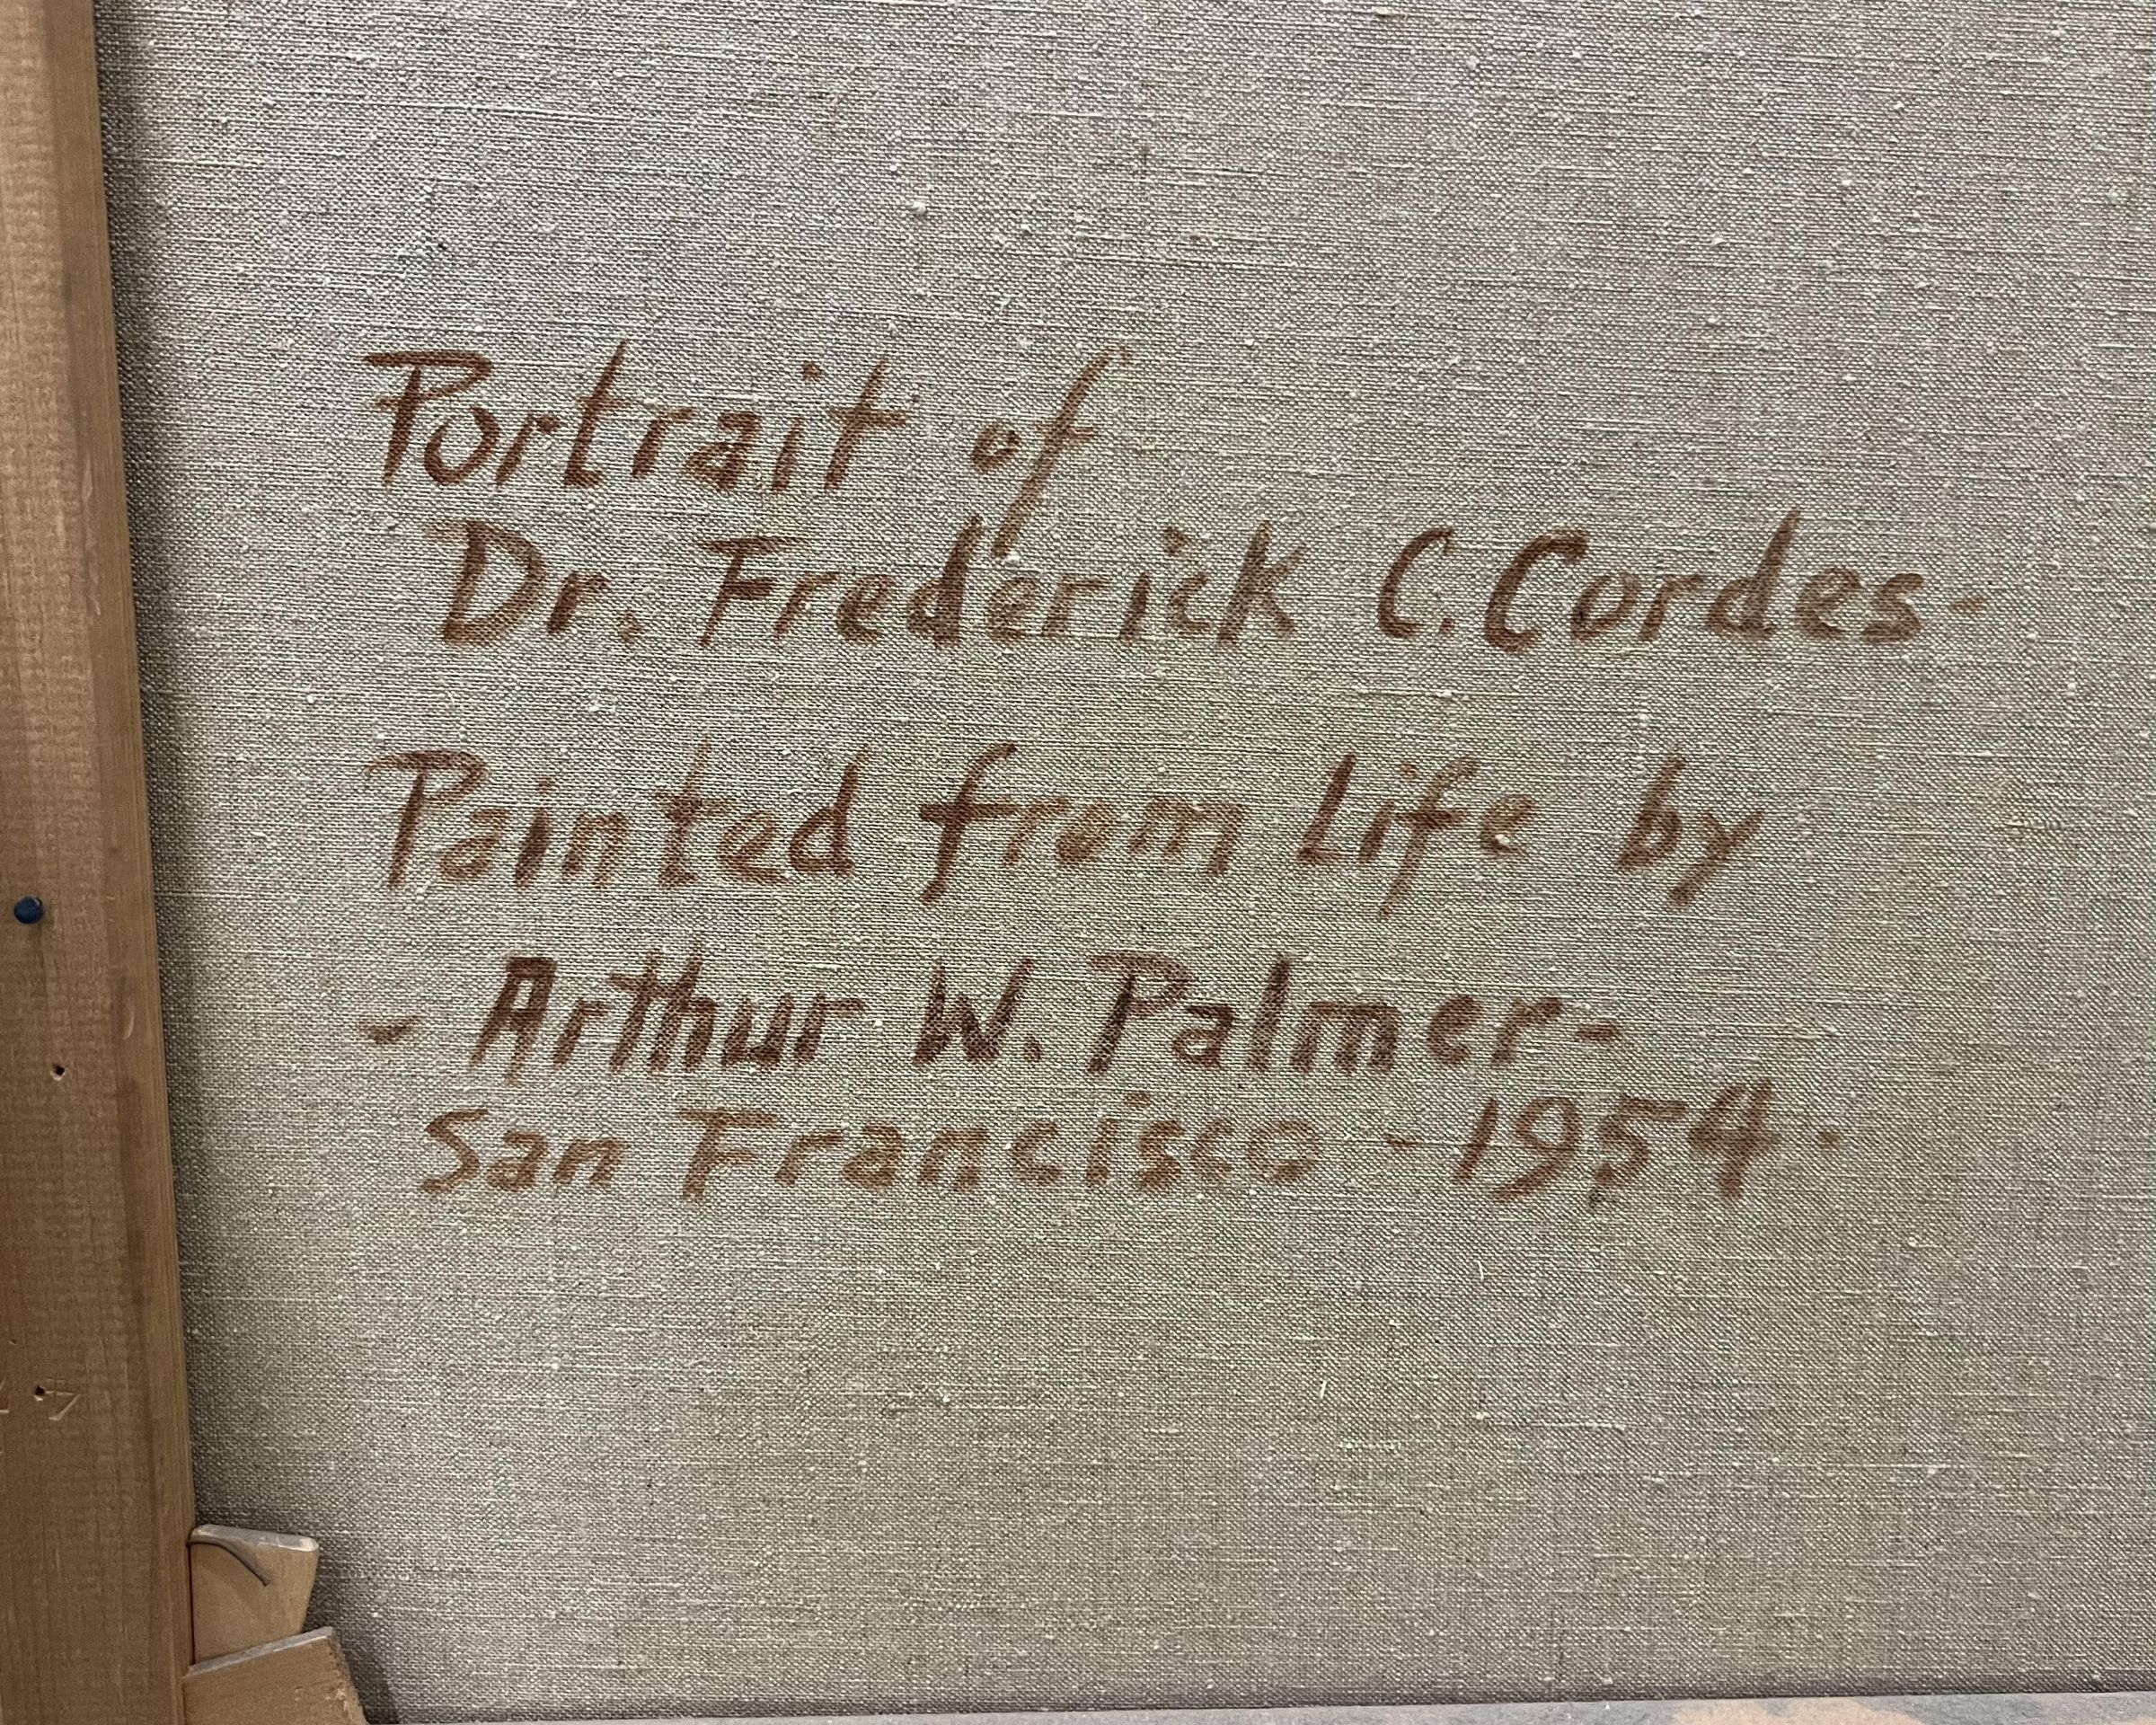 Portrait of
Dr. Frederick C. Cordes-
Painted from Life by
- Arthur W. Palmer-
San Francisco - 1954.